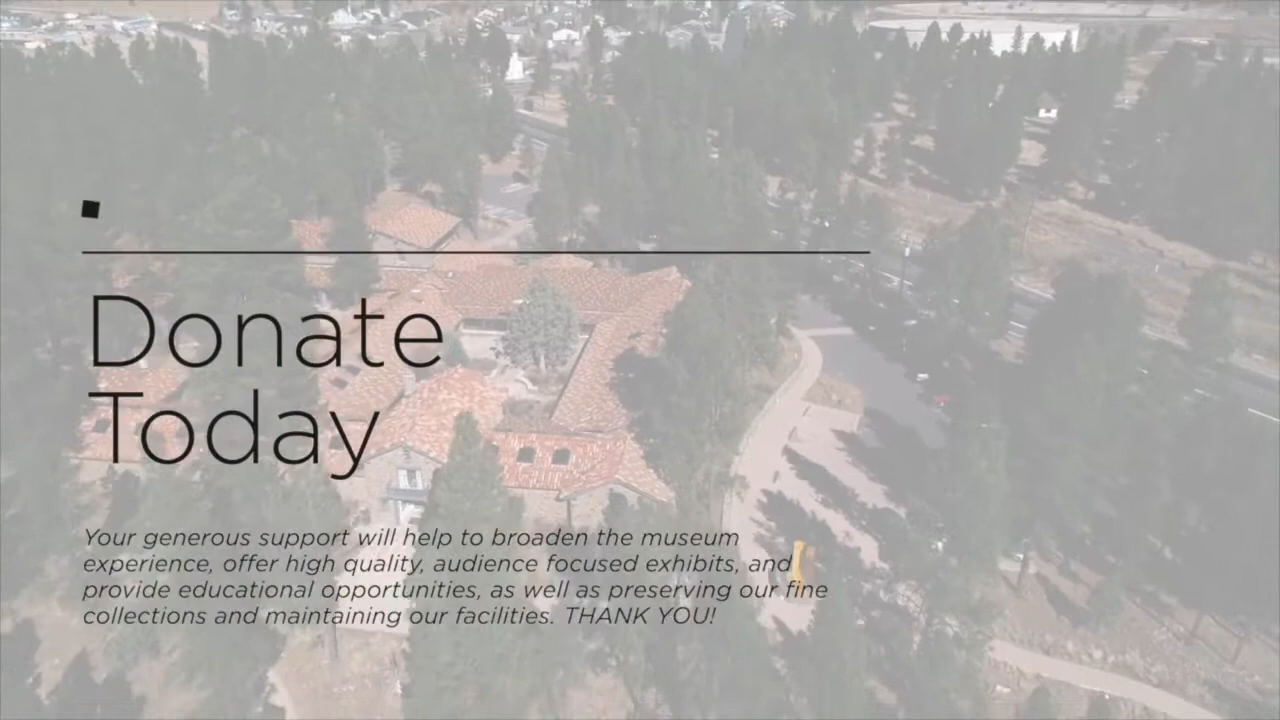 Donate
Today
Your generous support will help to broaden the museum
experience, offer high quality, audience focused exhibits, and
provide educational opportunities, as well as preserving our fine
collections and maintaining our facilities. THANK YOU!